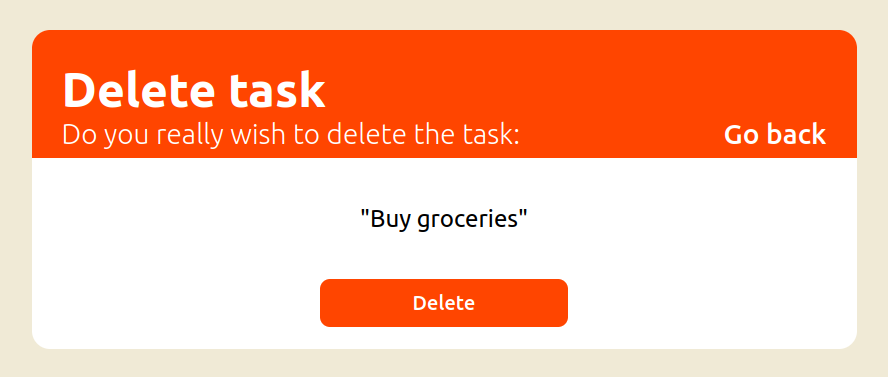 Delete task
Do you really wish to delete the task:
Go back
"Buy groceries"
Delete